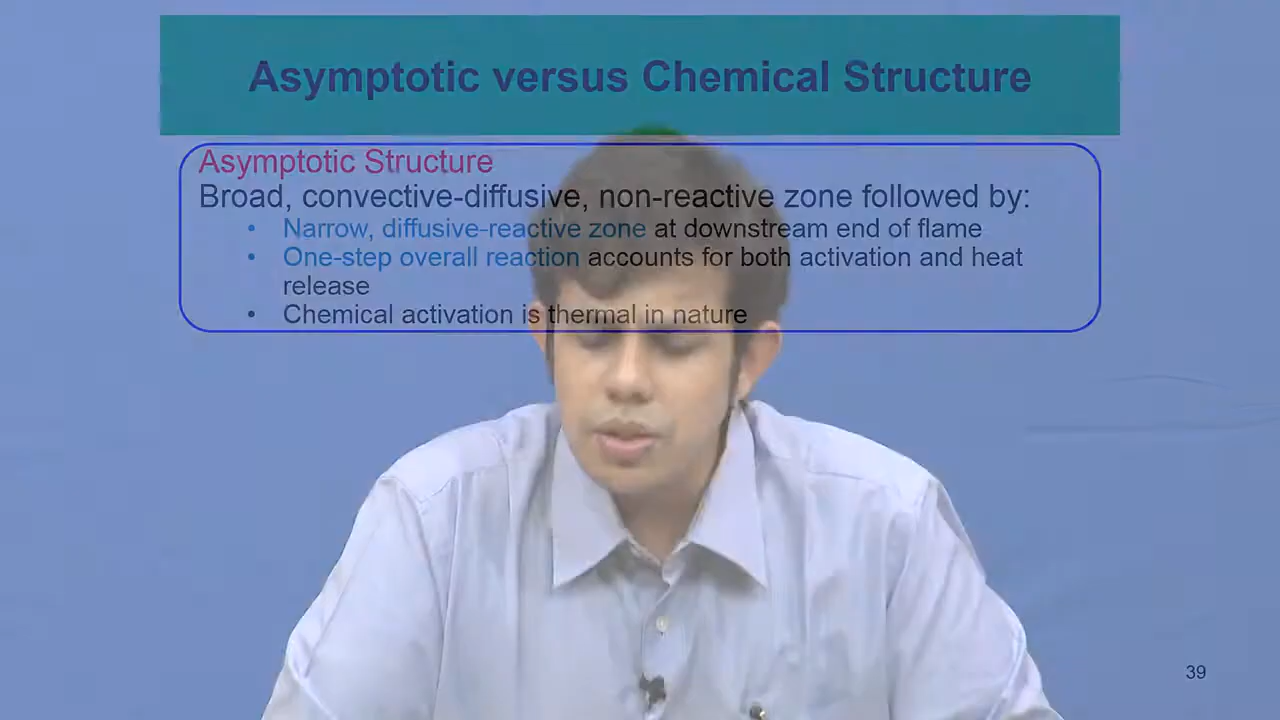 Asymptotic versus Chemical Structure
Asymptotic Structure
Broad, convective-diffusive, non-reactive zone followed by:
• Narrow, diffusive-reactive zone at downstream end of flame
• One-step overall reaction accounts for both activation and heat
release
• Chemical activation is thermal in nature
39